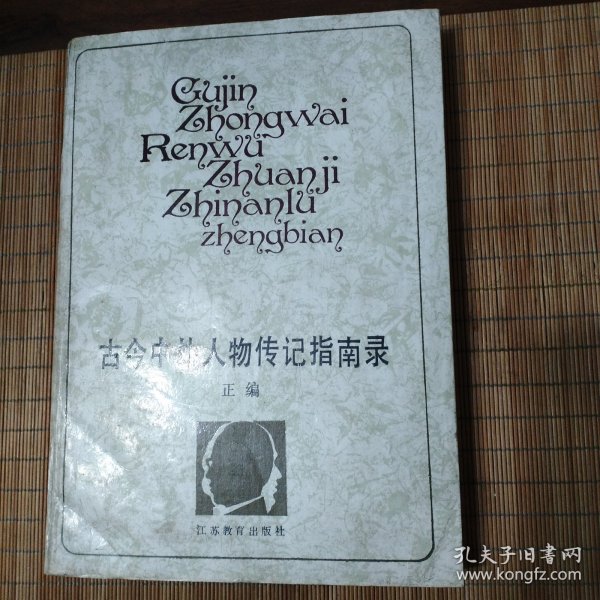 Gujin
Zhongwai
Renwu
Zhuanji
Zhinanlu
zhengbian
古今中外人物传记指南录
正编
江苏教育出版社
孔夫子旧书网
www.kongfz.com